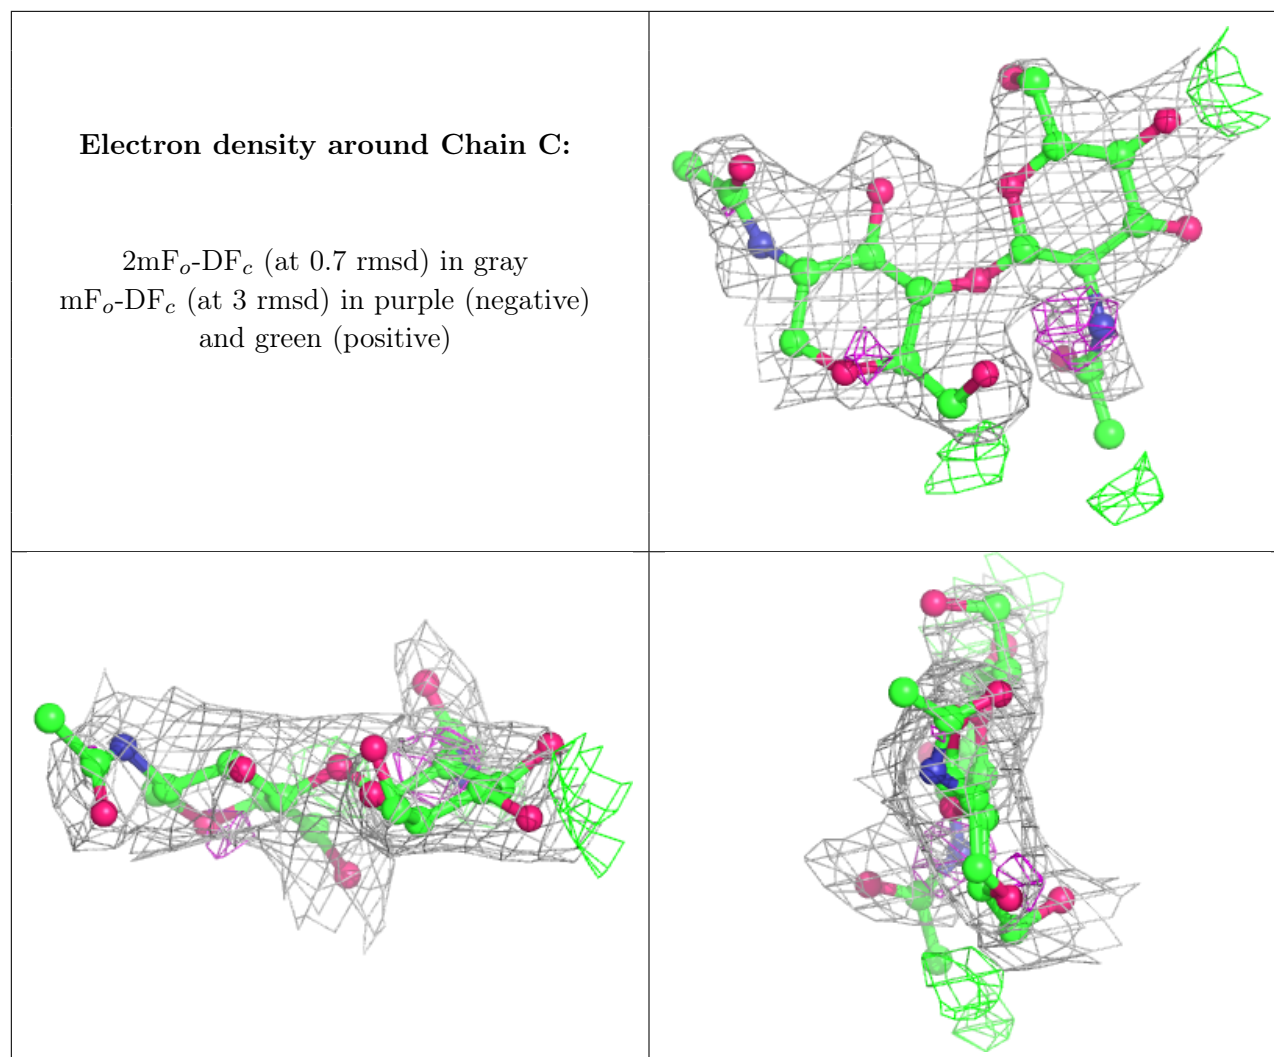 Electron density around Chain C:
2mFₒ-DF𝒸 (at 0.7 rmsd) in gray
mFₒ-DF𝒸 (at 3 rmsd) in purple (negative)
and green (positive)